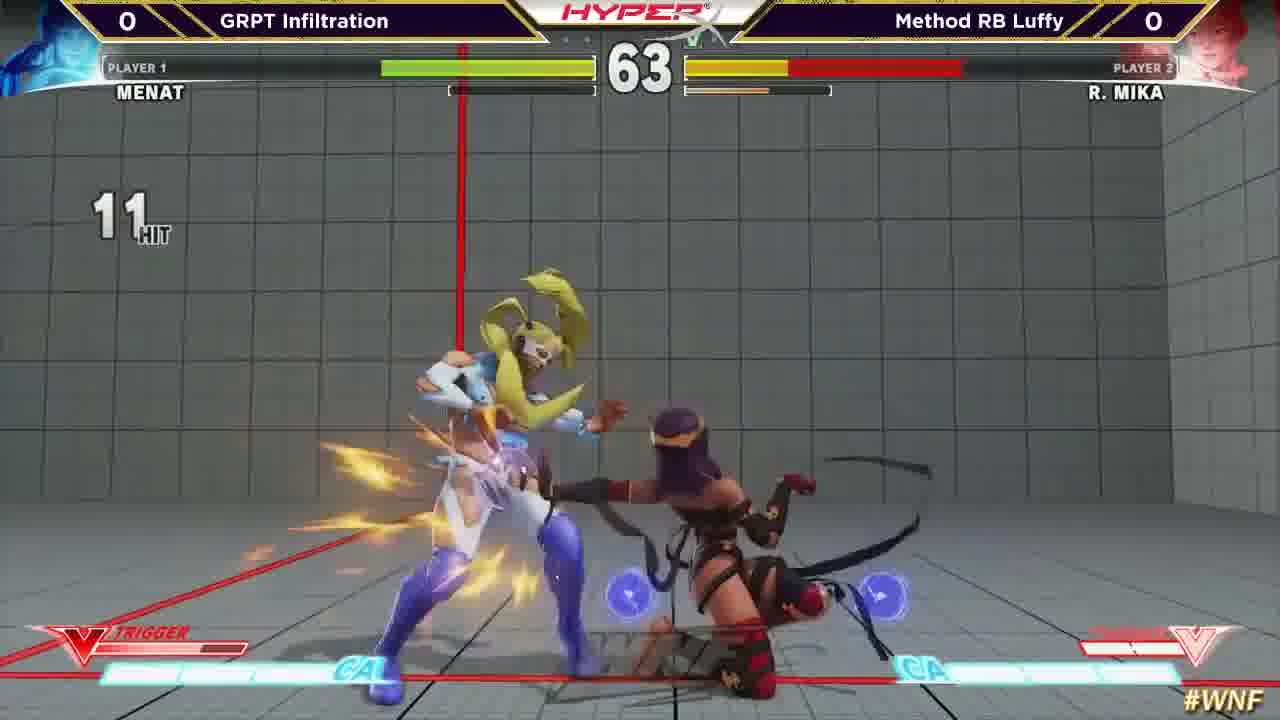 0 GRPT Infiltration HYPERX Method RB Luffy 0
PLAYER 1 63 PLAYER 2
MENAT R. MIKA
11 HIT
V TRIGGER V
CA CA
#WNF